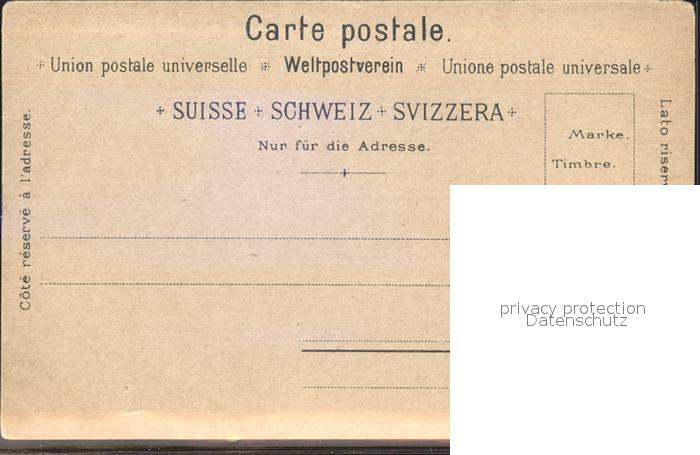 Carte postale.
Union postale universelle Weltpostverein Unione postale universale
SUISSE SCHWEIZ SVIZZERA
Nur für die Adresse.
Marke.
Timbre.
Côté réservé à l'adresse.
Lato
privacy protection
Datenschutz